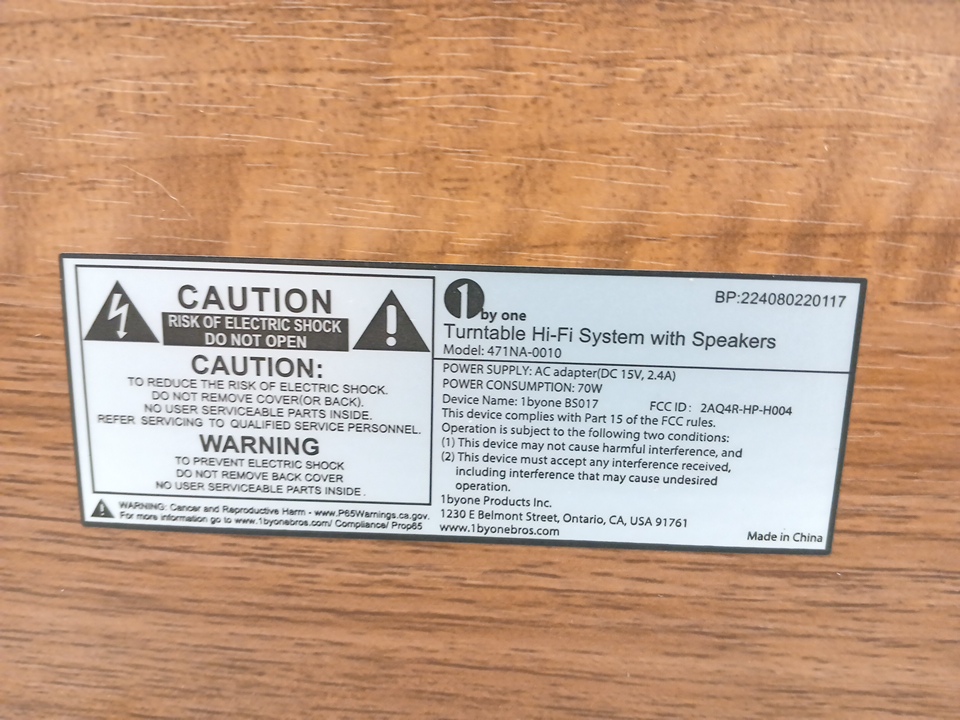 CAUTION
RISK OF ELECTRIC SHOCK
DO NOT OPEN
CAUTION:
TO REDUCE THE RISK OF ELECTRIC SHOCK.
DO NOT REMOVE COVER(OR BACK).
NO USER SERVICEABLE PARTS INSIDE.
REFER SERVICING TO QUALIFIED SERVICE PERSONNEL.
WARNING
TO PREVENT ELECTRIC SHOCK
DO NOT REMOVE BACK COVER
NO USER SERVICEABLE PARTS INSIDE.
WARNING: Cancer and Reproductive Harm - www.P65Warnings.ca.gov.
For more information go to www.1byonebros.com/ Compliance/ Prop65
1 by one
BP:224080220117
Turntable Hi-Fi System with Speakers
Model: 471NA-0010
POWER SUPPLY: AC adapter(DC 15V, 2.4A)
POWER CONSUMPTION: 70W
Device Name: 1byone BS017 FCC ID: 2AQ4R-HP-H004
This device complies with Part 15 of the FCC rules.
Operation is subject to the following two conditions:
(1) This device may not cause harmful interference, and
(2) This device must accept any interference received,
including interference that may cause undesired
operation.
1byone Products Inc.
1230 E Belmont Street, Ontario, CA, USA 91761
www.1byonebros.com
Made in China